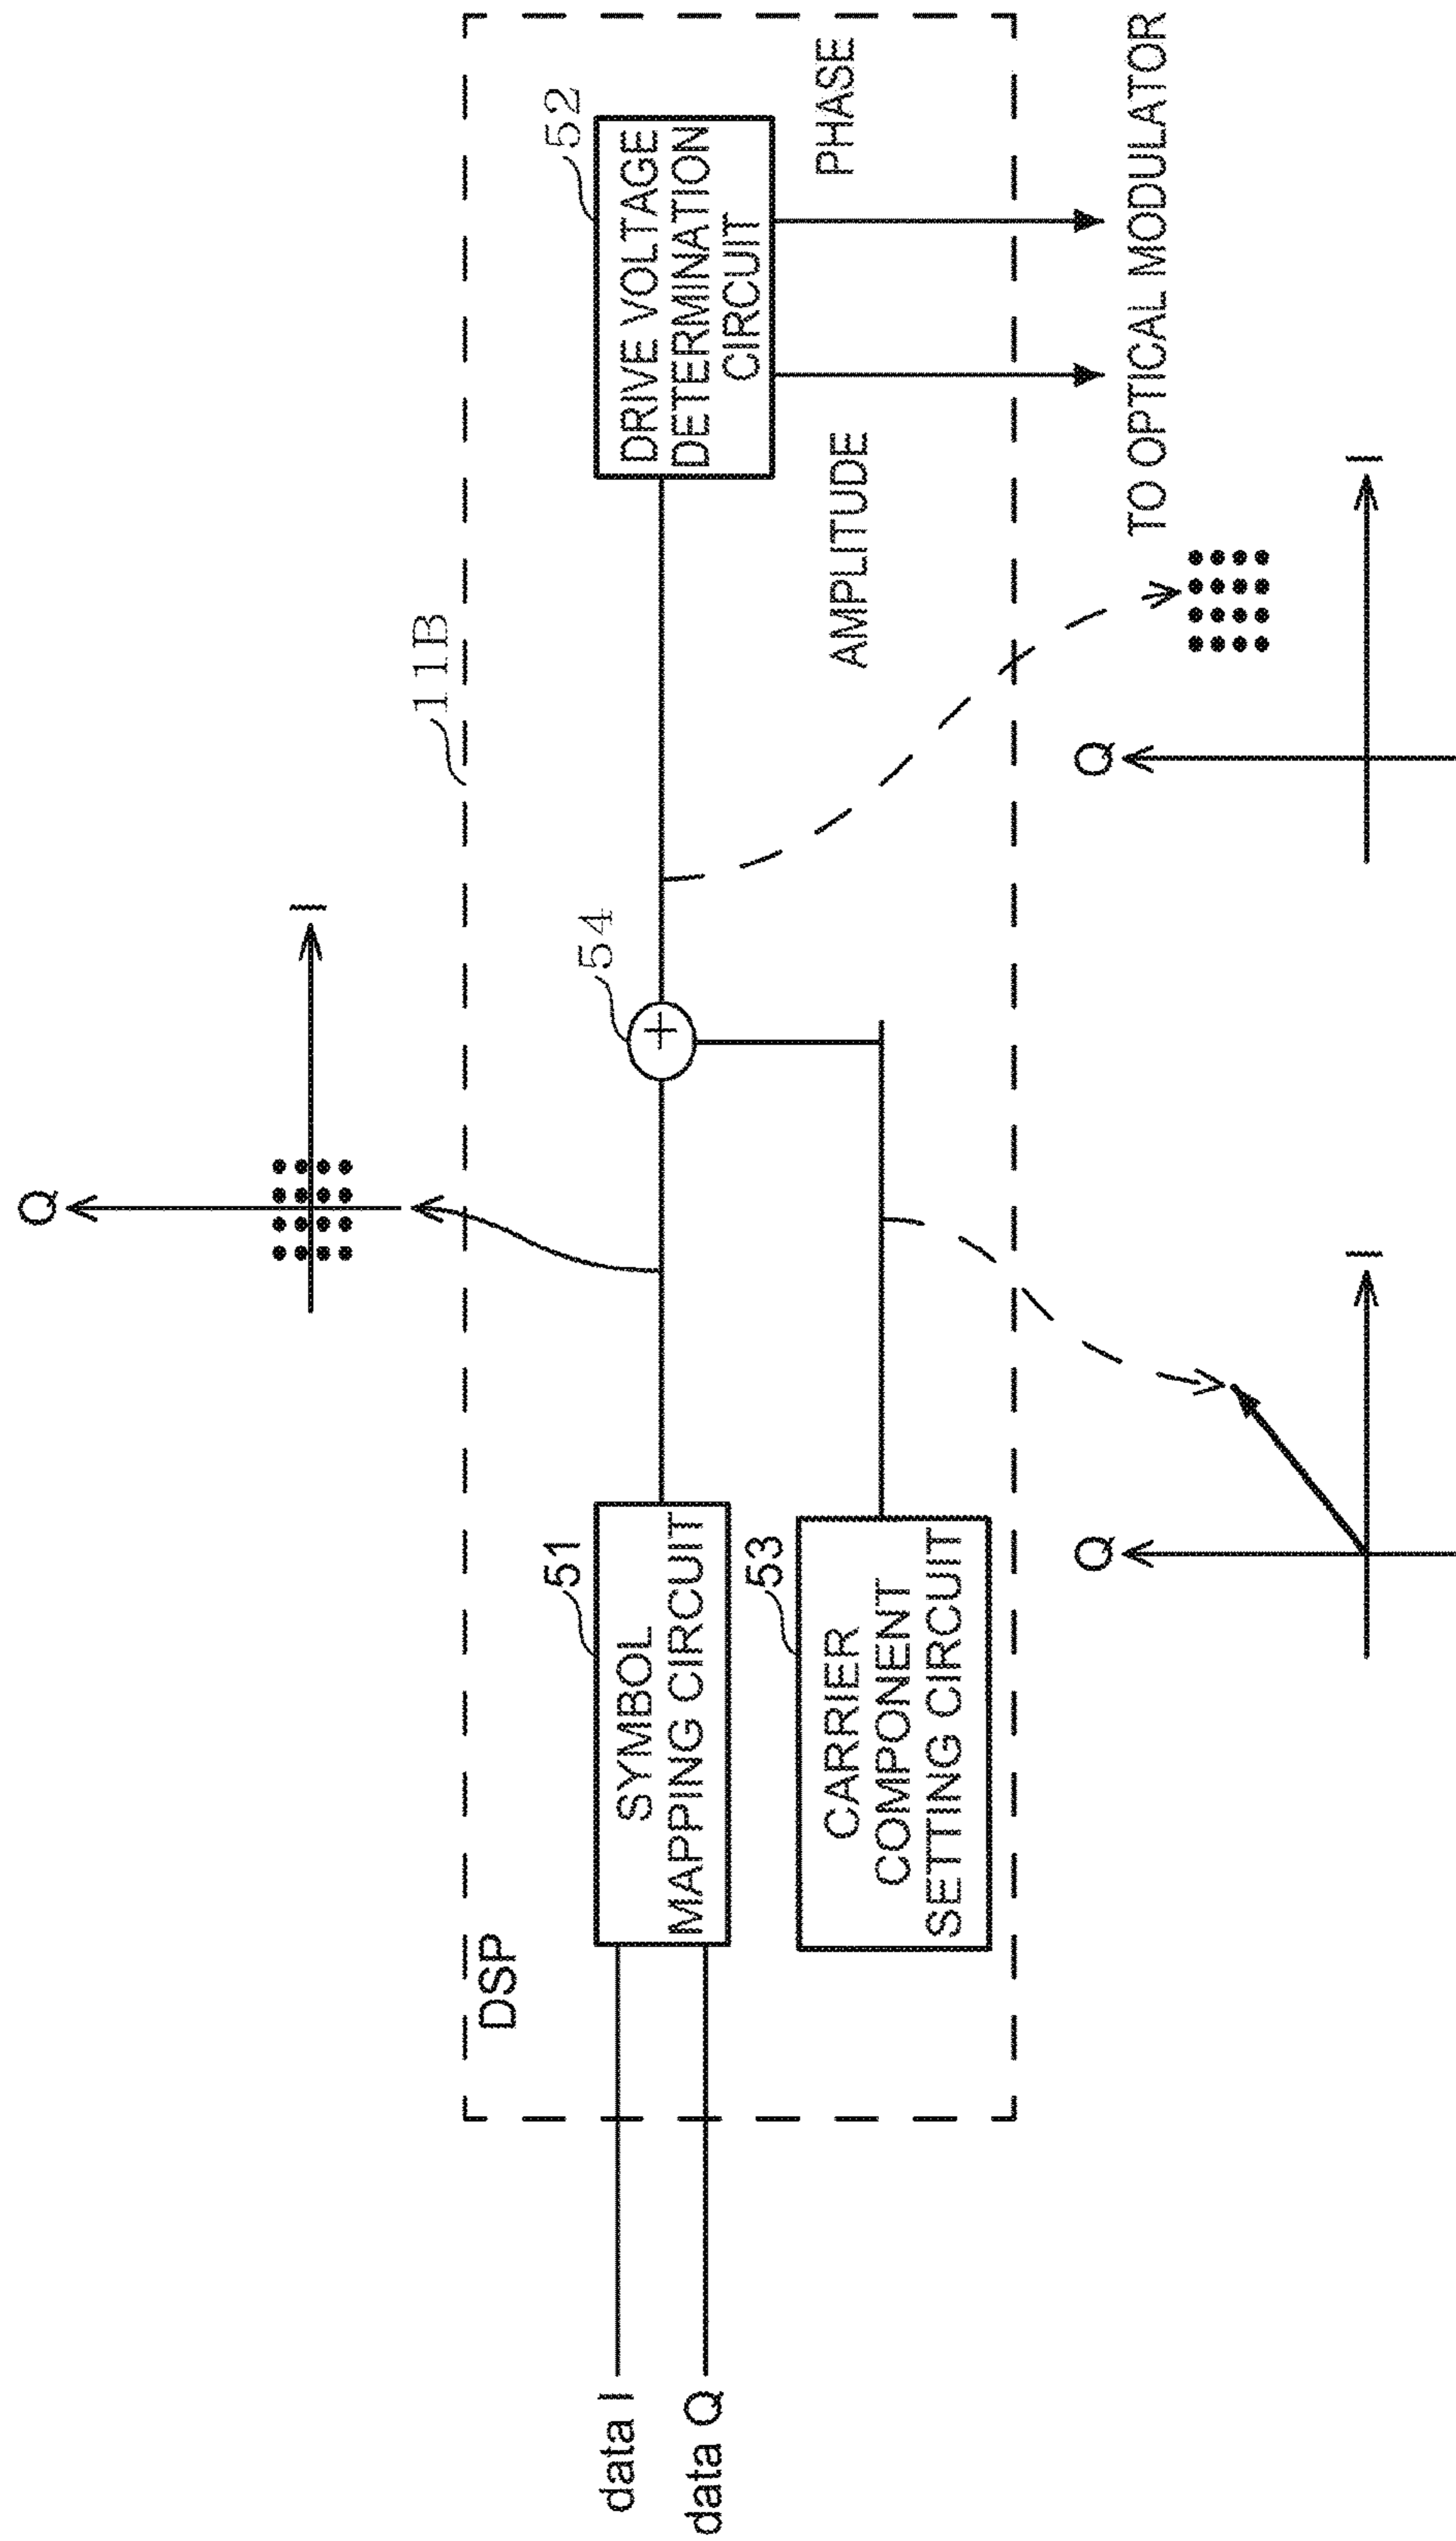 Q
I
11B
DSP
data I
data Q
51
SYMBOL
MAPPING CIRCUIT
54
+
52
DRIVE VOLTAGE
DETERMINATION
CIRCUIT
53
CARRIER
COMPONENT
SETTING CIRCUIT
AMPLITUDE
PHASE
TO OPTICAL MODULATOR
Q
I
Q
I